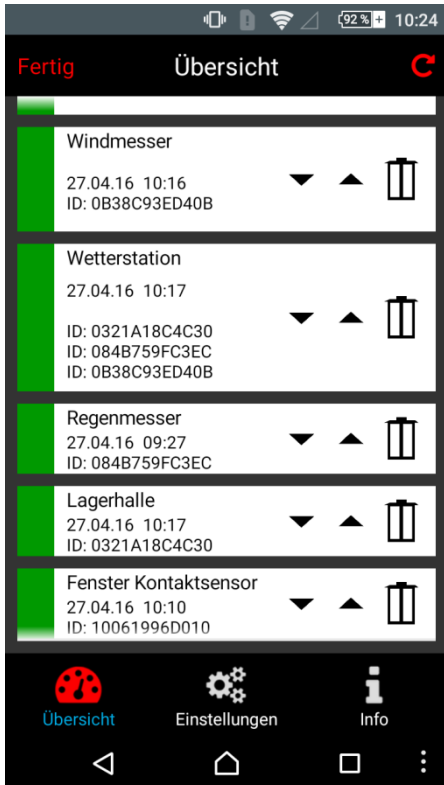 92 % + 10:24
Fertig Übersicht
Windmesser
27.04.16 10:16
ID: 0B38C93ED40B
Wetterstation
27.04.16 10:17
ID: 0321A18C4C30
ID: 084B759FC3EC
ID: 0B38C93ED40B
Regenmesser
27.04.16 09:27
ID: 084B759FC3EC
Lagerhalle
27.04.16 10:17
ID: 0321A18C4C30
Fenster Kontaktsensor
27.04.16 10:10
ID: 10061996D010
Übersicht Einstellungen Info